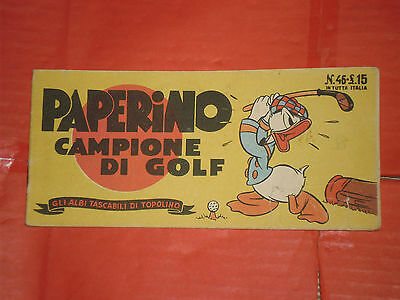 PAPERINO
CAMPIONE
DI GOLF
GLI ALBI TASCABILI DI TOPOLINO
N. 46-£.15
IN TUTTA ITALIA